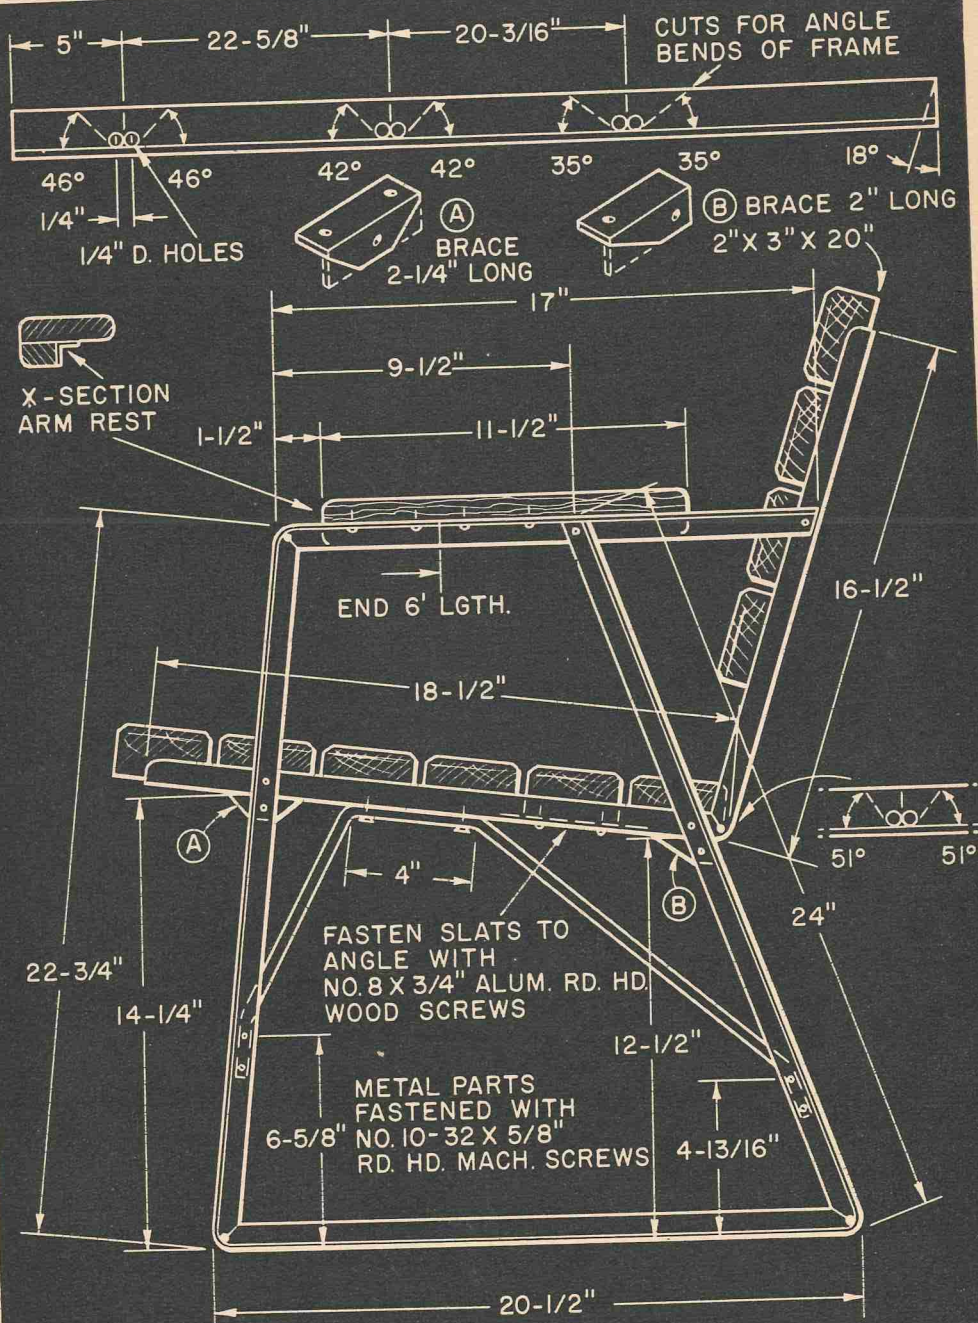 5" 22-5/8" 20-3/16" CUTS FOR ANGLE
BENDS OF FRAME
46° 46° 42° 42° 35° 35° 18°
1/4"
1/4" D. HOLES
A
BRACE
2-1/4" LONG
B BRACE 2" LONG
2" X 3" X 20"
17"
9-1/2"
X-SECTION
ARM REST
1-1/2" 11-1/2"
END 6' LGTH.
16-1/2"
18-1/2"
A
4"
B
51° 51°
24"
FASTEN SLATS TO
ANGLE WITH
NO. 8 X 3/4" ALUM. RD. HD.
WOOD SCREWS
22-3/4"
14-1/4"
12-1/2"
METAL PARTS
FASTENED WITH
NO. 10-32 X 5/8"
RD. HD. MACH. SCREWS
6-5/8"
4-13/16"
20-1/2"